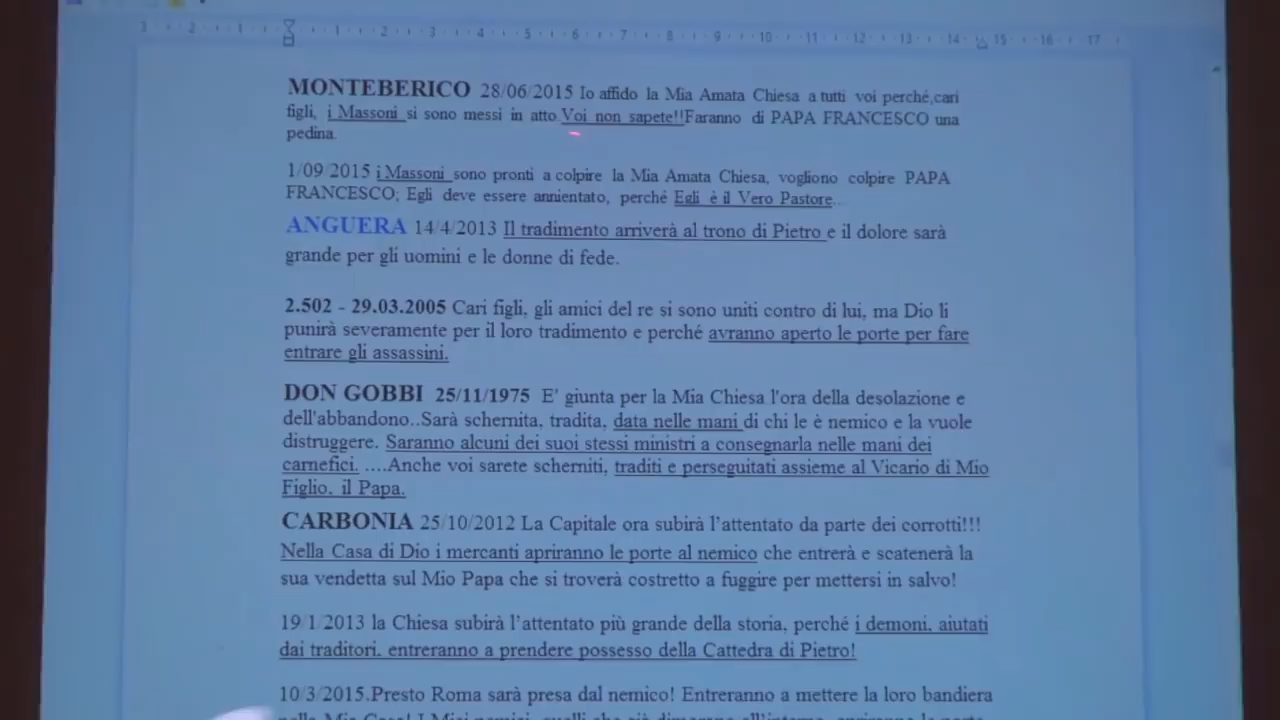 MONTEBERICO 28/06/2015 Io affido la Mia Amata Chiesa a tutti voi perché,cari
figli, i Massoni si sono messi in atto.Voi non sapete!!Faranno di PAPA FRANCESCO una
pedina.
1/09/2015 i Massoni sono pronti a colpire la Mia Amata Chiesa, vogliono colpire PAPA
FRANCESCO; Egli deve essere annientato, perché Egli è il Vero Pastore..
ANGUERA 14/4/2013 Il tradimento arriverà al trono di Pietro e il dolore sarà
grande per gli uomini e le donne di fede.
2.502 - 29.03.2005 Cari figli, gli amici del re si sono uniti contro di lui, ma Dio li
punirà severamente per il loro tradimento e perché avranno aperto le porte per fare
entrare gli assassini.
DON GOBBI 25/11/1975 E' giunta per la Mia Chiesa l'ora della desolazione e
dell'abbandono..Sarà schernita, tradita, data nelle mani di chi le è nemico e la vuole
distruggere. Saranno alcuni dei suoi stessi ministri a consegnarla nelle mani dei
carnefici. ....Anche voi sarete scherniti, traditi e perseguitati assieme al Vicario di Mio
Figlio. il Papa.
CARBONIA 25/10/2012 La Capitale ora subirà l'attentato da parte dei corrotti!!!
Nella Casa di Dio i mercanti apriranno le porte al nemico che entrerà e scatenerà la
sua vendetta sul Mio Papa che si troverà costretto a fuggire per mettersi in salvo!
19/1/2013 la Chiesa subirà l'attentato più grande della storia, perché i demoni, aiutati
dai traditori, entreranno a prendere possesso della Cattedra di Pietro!
10/3/2015.Presto Roma sarà presa dal nemico! Entreranno a mettere la loro bandiera